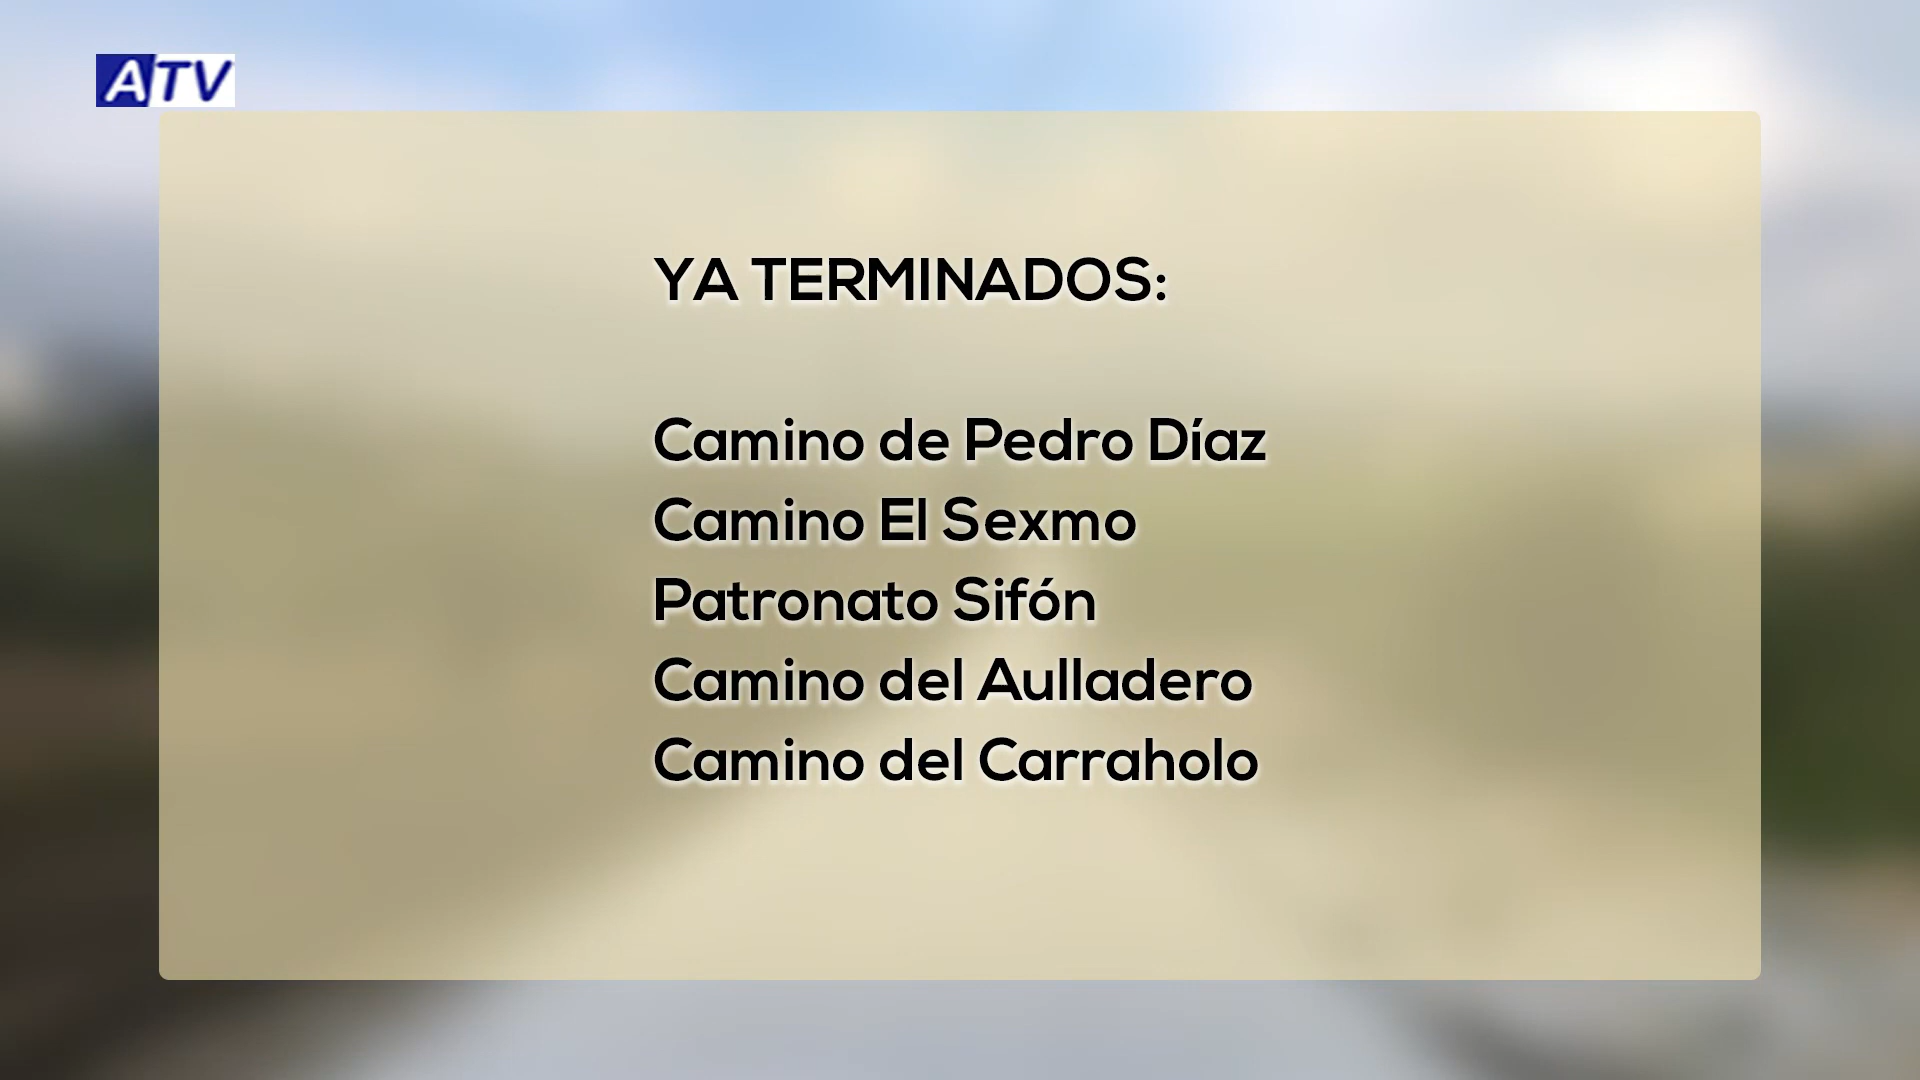 ATV
YA TERMINADOS:
Camino de Pedro Díaz
Camino El Sexmo
Patronato Sifón
Camino del Aulladero
Camino del Carraholo